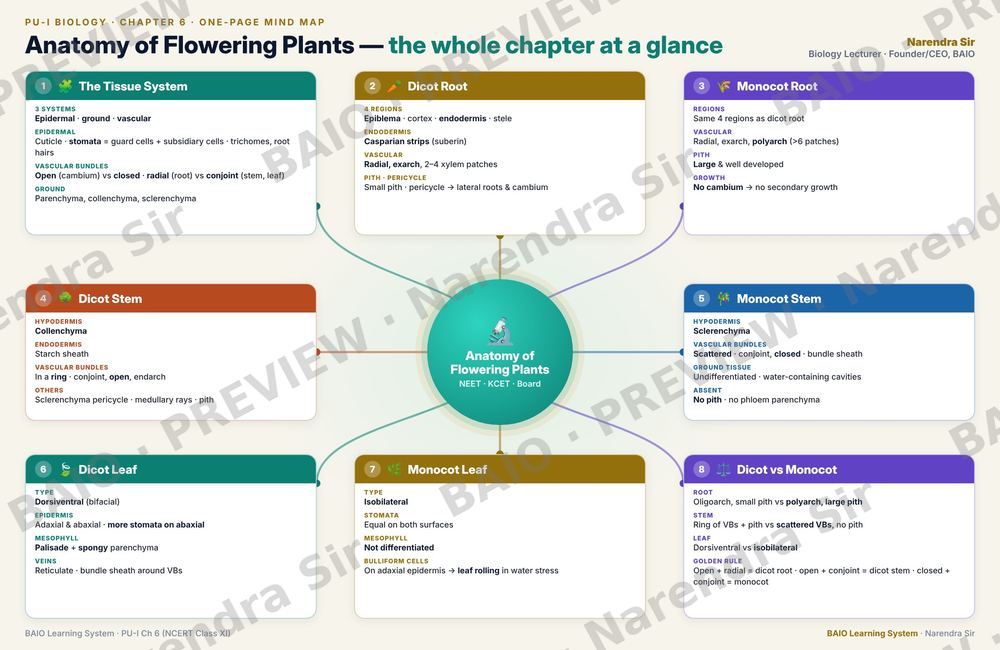 PU-I BIOLOGY · CHAPTER 6 · ONE-PAGE MIND MAP
Anatomy of Flowering Plants — the whole chapter at a glance
Narendra Sir
Biology Lecturer · Founder/CEO, BAIO
1 The Tissue System
3 SYSTEMS
Epidermal · ground · vascular
EPIDERMAL
Cuticle · stomata = guard cells + subsidiary cells · trichomes, root
hairs
VASCULAR BUNDLES
Open (cambium) vs closed · radial (root) vs conjoint (stem, leaf)
GROUND
Parenchyma, collenchyma, sclerenchyma
2 Dicot Root
4 REGIONS
Epiblema · cortex · endodermis · stele
ENDODERMIS
Casparian strips (suberin)
VASCULAR
Radial, exarch, 2–4 xylem patches
PITH · PERICYCLE
Small pith · pericycle → lateral roots & cambium
3 Monocot Root
REGIONS
Same 4 regions as dicot root
VASCULAR
Radial, exarch, polyarch (>6 patches)
PITH
Large & well developed
GROWTH
No cambium → no secondary growth
4 Dicot Stem
HYPODERMIS
Collenchyma
ENDODERMIS
Starch sheath
VASCULAR BUNDLES
In a ring · conjoint, open, endarch
OTHERS
Sclerenchyma pericycle · medullary rays · pith
Anatomy of
Flowering Plants
NEET · KCET · Board
5 Monocot Stem
HYPODERMIS
Sclerenchyma
VASCULAR BUNDLES
Scattered · conjoint, closed · bundle sheath
GROUND TISSUE
Undifferentiated · water-containing cavities
ABSENT
No pith · no phloem parenchyma
6 Dicot Leaf
TYPE
Dorsiventral (bifacial)
EPIDERMIS
Adaxial & abaxial · more stomata on abaxial
MESOPHYLL
Palisade + spongy parenchyma
VEINS
Reticulate · bundle sheath around VBs
7 Monocot Leaf
TYPE
Isobilateral
STOMATA
Equal on both surfaces
MESOPHYLL
Not differentiated
BULLIFORM CELLS
On adaxial epidermis → leaf rolling in water stress
8 Dicot vs Monocot
ROOT
Oligoarch, small pith vs polyarch, large pith
STEM
Ring of VBs + pith vs scattered VBs, no pith
LEAF
Dorsiventral vs isobilateral
GOLDEN RULE
Open + radial = dicot root · open + conjoint = dicot stem · closed +
conjoint = monocot
BAIO Learning System · PU-I Ch 6 (NCERT Class XI)
BAIO Learning System · Narendra Sir
BAIO · PREVIEW · Narendra Sir